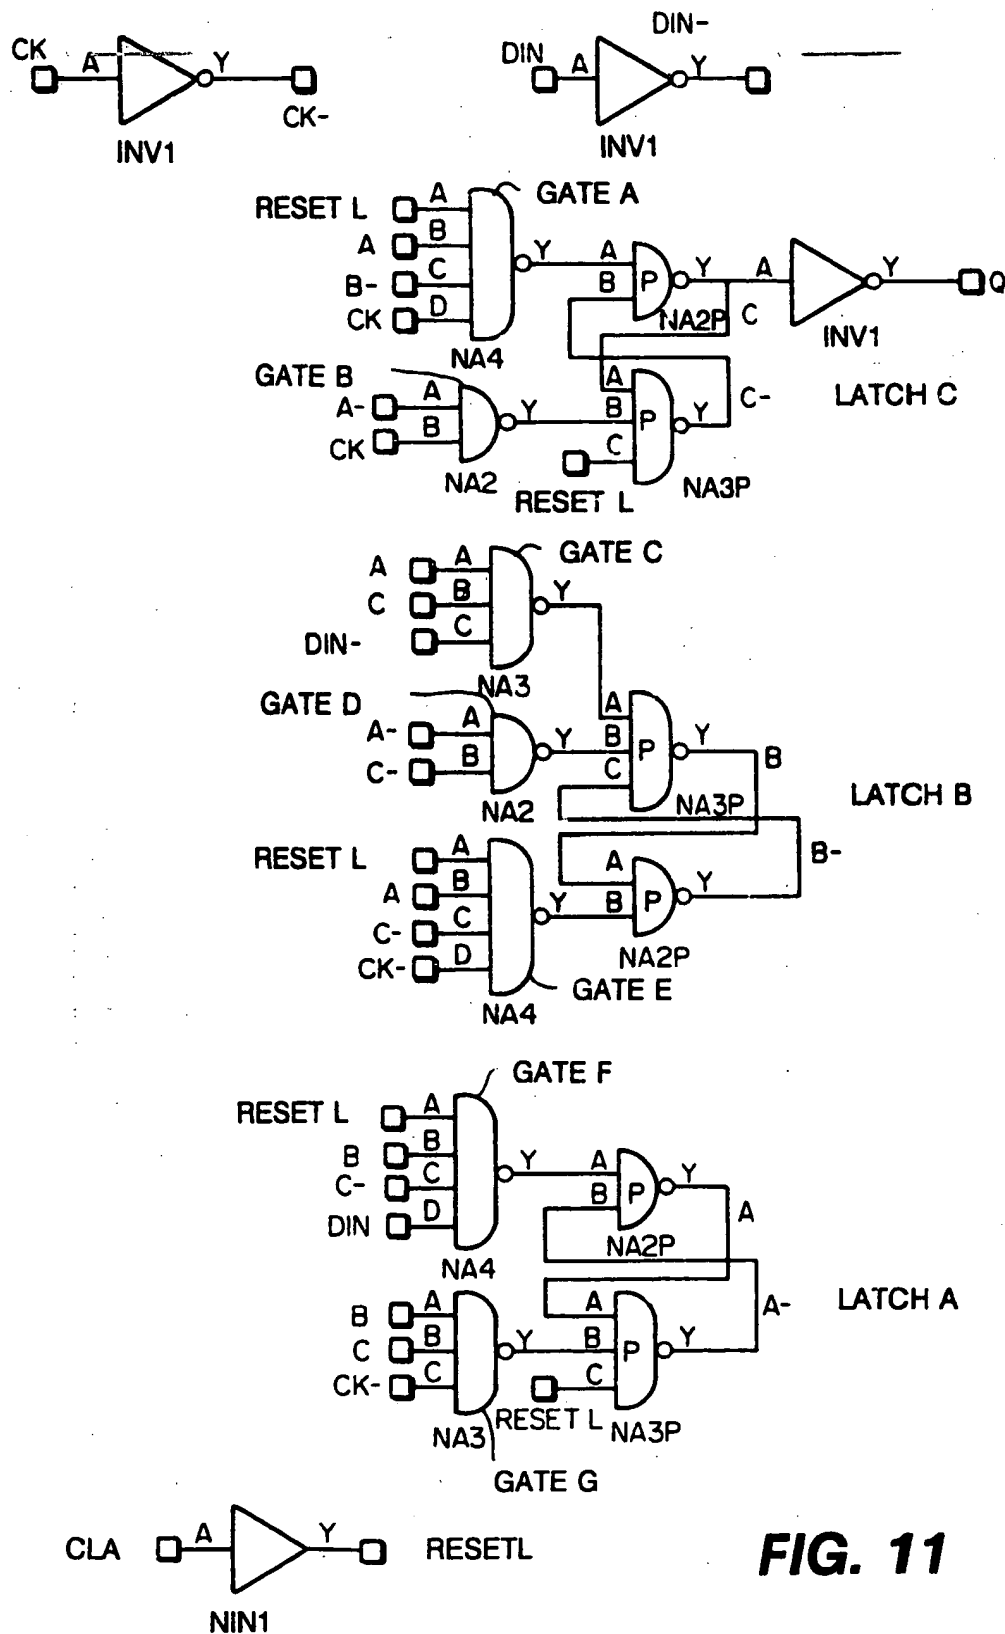 CK A Y CK-
INV1
DIN A DIN- Y
INV1
GATE A
RESET L A
A B
B- C
CK D
Y
NA4
A
B
P
Y
NA2P
A Y Q
C
INV1
LATCH C
GATE B
A- A
CK B
Y
NA2
A
B
C
P
Y
C-
RESET L
NA3P
GATE C
A A
C B
DIN- C
Y
NA3
GATE D
A- A
C- B
Y
NA2
A
B
C
P
Y
B
NA3P
LATCH B
RESET L A
A B
C- C
CK- D
Y
NA4
GATE E
A
B
P
Y
B-
NA2P
GATE F
RESET L A
B B
C- C
DIN D
Y
NA4
A
B
P
Y
A
NA2P
LATCH A
B A
C B
CK- C
Y
NA3
GATE G
A
B
C
P
Y
A-
RESET L
NA3P
CLA A Y RESETL
NIN1
FIG. 11